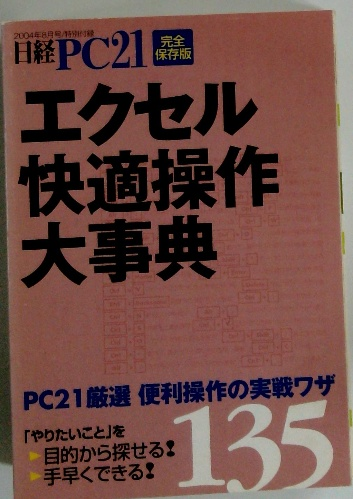 2004年8月号/特別付録
日経PC21 完全保存版
エクセル
快適操作
大事典
PC21厳選 便利操作の実戦ワザ
135
「やりたいこと」を
▶目的から探せる!
▶手早くできる!